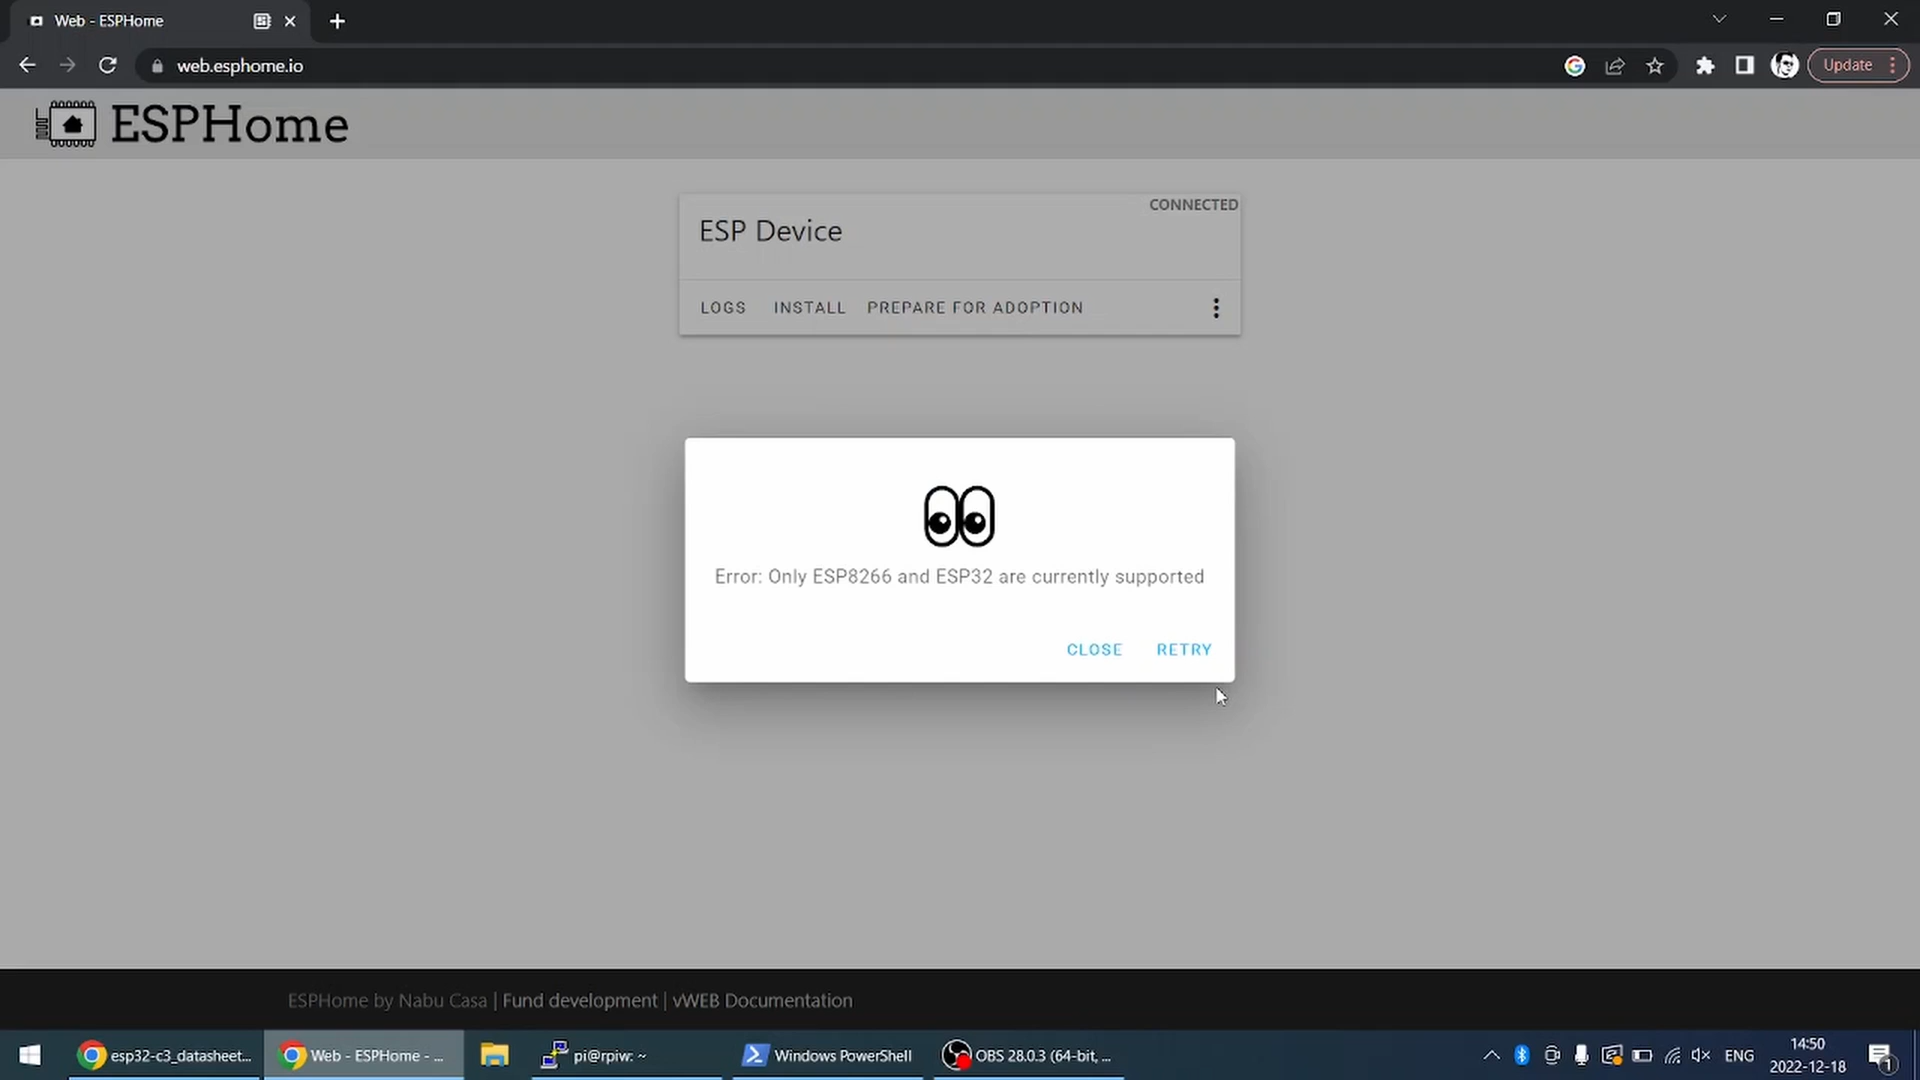 Web - ESPHome
web.esphome.io
Update
ESPHome
CONNECTED
ESP Device
LOGS INSTALL PREPARE FOR ADOPTION
Error: Only ESP8266 and ESP32 are currently supported
CLOSE RETRY
ESPHome by Nabu Casa | Fund development | vWEB Documentation
esp32-c3_datasheet... Web - ESPHome - ... pi@rpiw: ~ Windows PowerShell OBS 28.0.3 (64-bit, ... ENG 14:50
2022-12-18 1